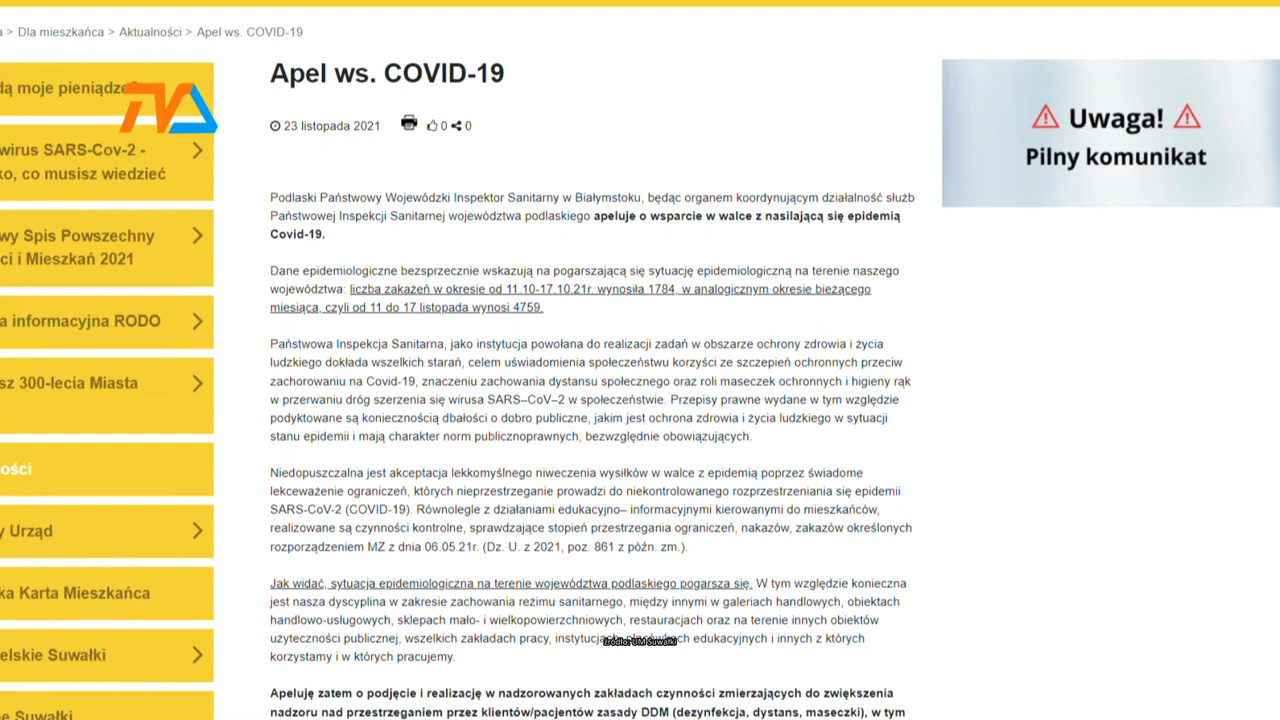 > Dla mieszkańca > Aktualności > Apel ws. COVID-19
Apel ws. COVID-19
23 listopada 2021 0 0
dą moje pieniądze?
TVA
wirus SARS-Cov-2 -
ko, co musisz wiedzieć
wy Spis Powszechny
ci i Mieszkań 2021
a informacyjna RODO
sz 300-lecia Miasta
ości
y Urząd
ka Karta Mieszkańca
elskie Suwałki
ne Suwałki
Podlaski Państwowy Wojewódzki Inspektor Sanitarny w Białymstoku, będąc organem koordynującym działalność służb
Państwowej Inspekcji Sanitarnej województwa podlaskiego apeluje o wsparcie w walce z nasilającą się epidemią
Covid-19.
Dane epidemiologiczne bezsprzecznie wskazują na pogarszającą się sytuację epidemiologiczną na terenie naszego
województwa: liczba zakażeń w okresie od 11.10-17.10.21r. wynosiła 1784, w analogicznym okresie bieżącego
miesiąca, czyli od 11 do 17 listopada wynosi 4759.
Państwowa Inspekcja Sanitarna, jako instytucja powołana do realizacji zadań w obszarze ochrony zdrowia i życia
ludzkiego dokłada wszelkich starań, celem uświadomienia społeczeństwu korzyści ze szczepień ochronnych przeciw
zachorowaniu na Covid-19, znaczeniu zachowania dystansu społecznego oraz roli maseczek ochronnych i higieny rąk
w przerwaniu dróg szerzenia się wirusa SARS–CoV–2 w społeczeństwie. Przepisy prawne wydane w tym względzie
podyktowane są koniecznością dbałości o dobro publiczne, jakim jest ochrona zdrowia i życia ludzkiego w sytuacji
stanu epidemii i mają charakter norm publicznoprawnych, bezwzględnie obowiązujących.
Niedopuszczalna jest akceptacja lekkomyślnego niweczenia wysiłków w walce z epidemią poprzez świadome
lekceważenie ograniczeń, których nieprzestrzeganie prowadzi do niekontrolowanego rozprzestrzeniania się epidemii
SARS-CoV-2 (COVID-19). Równolegle z działaniami edukacyjno– informacyjnymi kierowanymi do mieszkańców,
realizowane są czynności kontrolne, sprawdzające stopień przestrzegania ograniczeń, nakazów, zakazów określonych
rozporządzeniem MZ z dnia 06.05.21r. (Dz. U. z 2021, poz. 861 z późn. zm.).
Jak widać, sytuacja epidemiologiczna na terenie województwa podlaskiego pogarsza się. W tym względzie konieczna
jest nasza dyscyplina w zakresie zachowania reżimu sanitarnego, między innymi w galeriach handlowych, obiektach
handlowo-usługowych, sklepach mało- i wielkopowierzchniowych, restauracjach oraz na terenie innych obiektów
użyteczności publicznej, wszelkich zakładach pracy, instytucjach, placówkach edukacyjnych i innych z których
korzystamy i w których pracujemy.
źródło: UM Suwałki
Apeluję zatem o podjęcie i realizację w nadzorowanych zakładach czynności zmierzających do zwiększenia
nadzoru nad przestrzeganiem przez klientów/pacjentów zasady DDM (dezynfekcja, dystans, maseczki), w tym
Uwaga!
Pilny komunikat